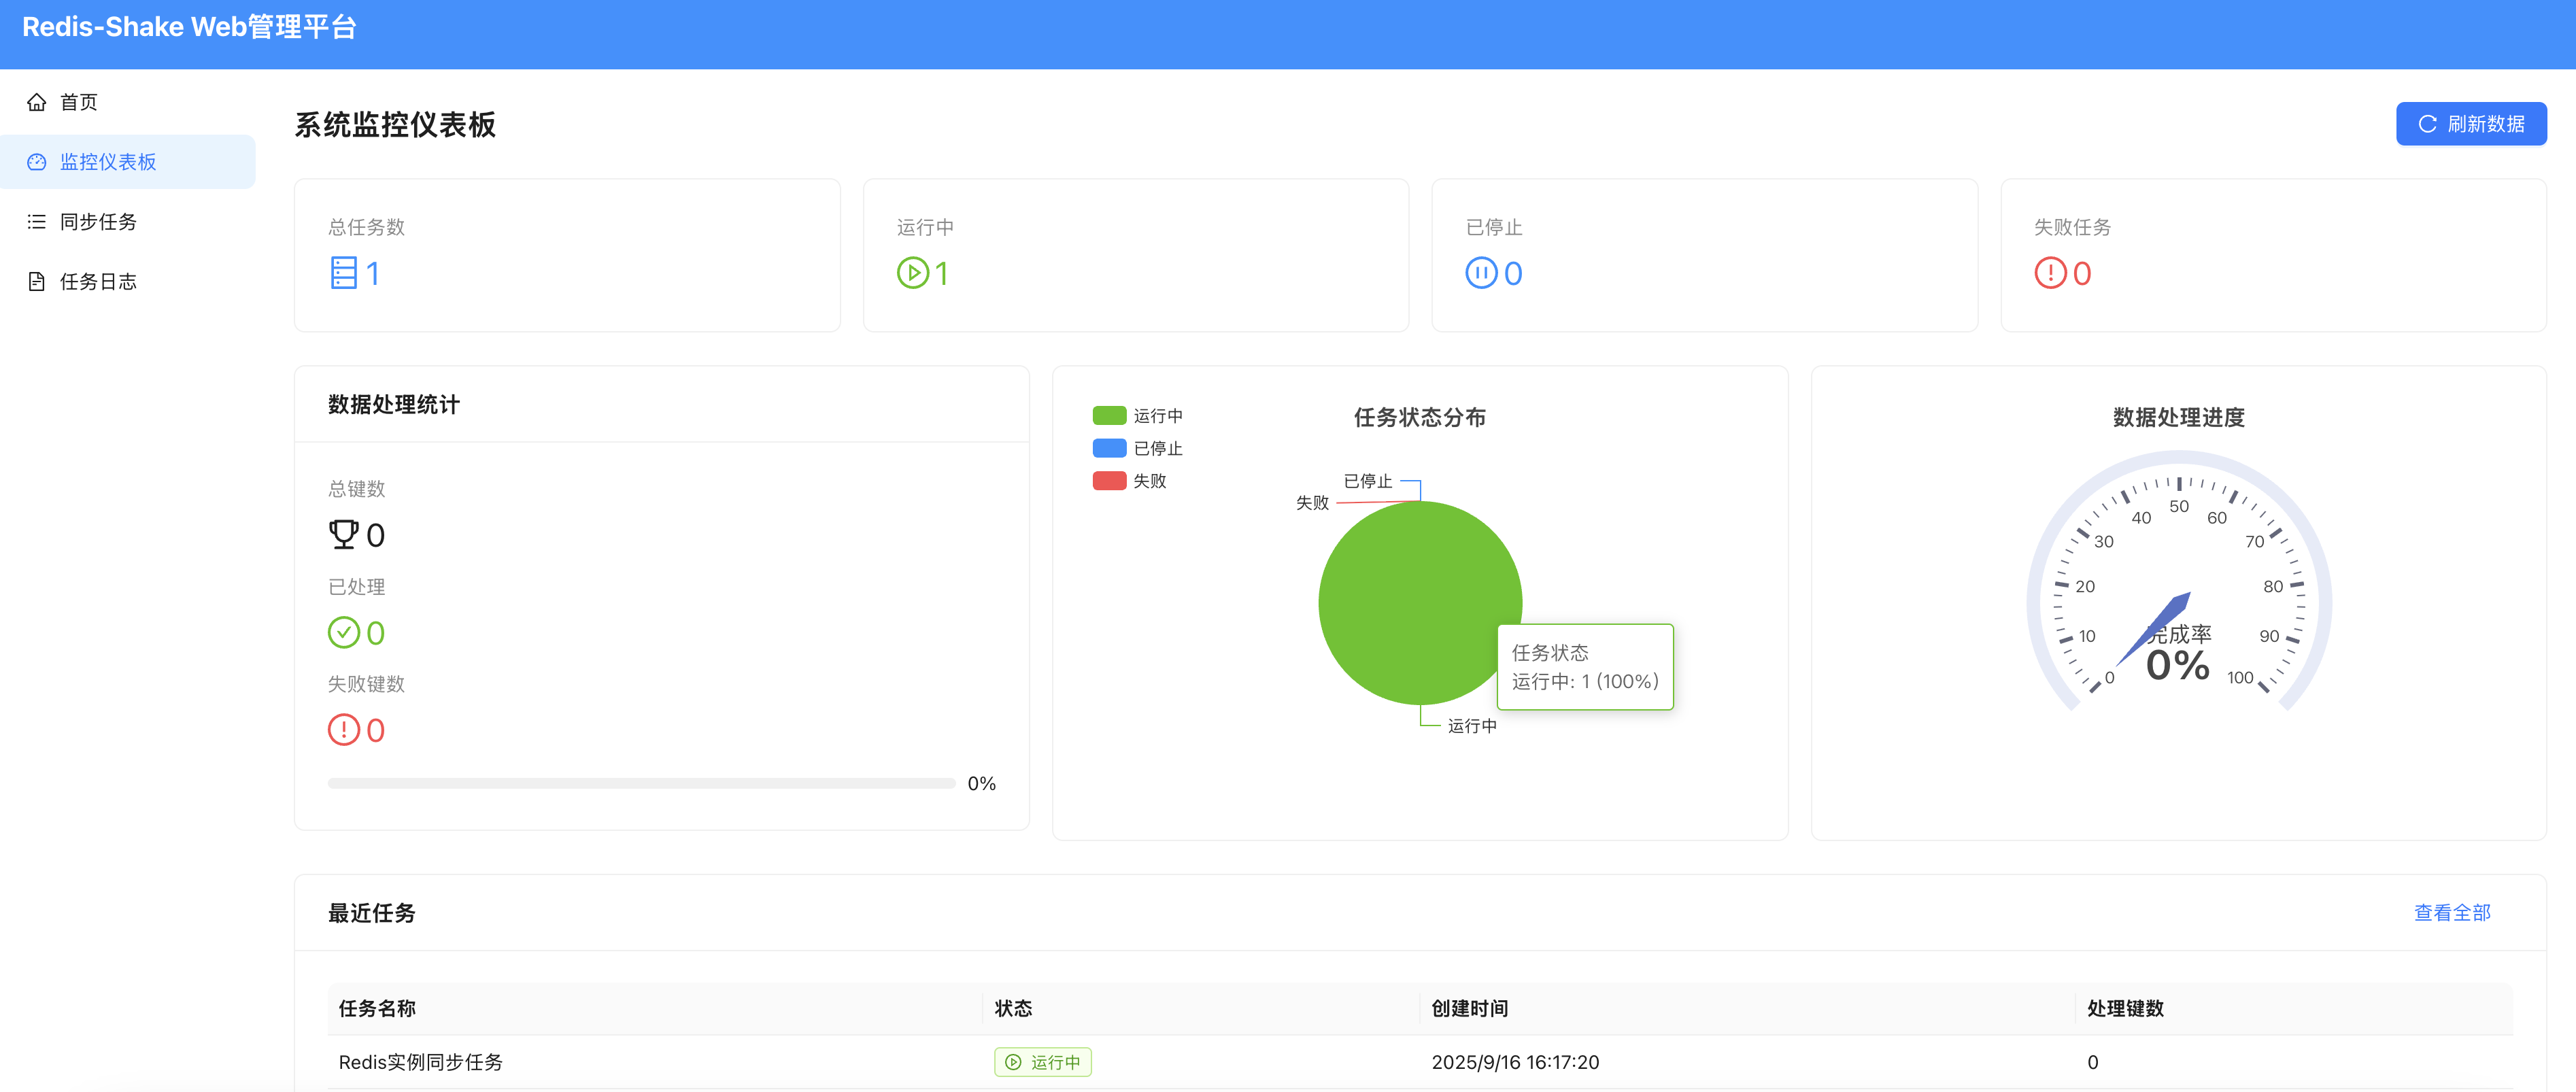 Redis-Shake Web管理平台
首页
监控仪表板
同步任务
任务日志
系统监控仪表板
刷新数据
总任务数
1
运行中
1
已停止
0
失败任务
0
数据处理统计
总键数
0
已处理
0
失败键数
0
0%
任务状态分布
运行中
已停止
失败
已停止
失败
任务状态
运行中: 1 (100%)
运行中
数据处理进度
0
10
20
30
40
50
60
70
80
90
100
完成率
0%
最近任务
查看全部
任务名称 状态 创建时间 处理键数
Redis实例同步任务 运行中 2025/9/16 16:17:20 0